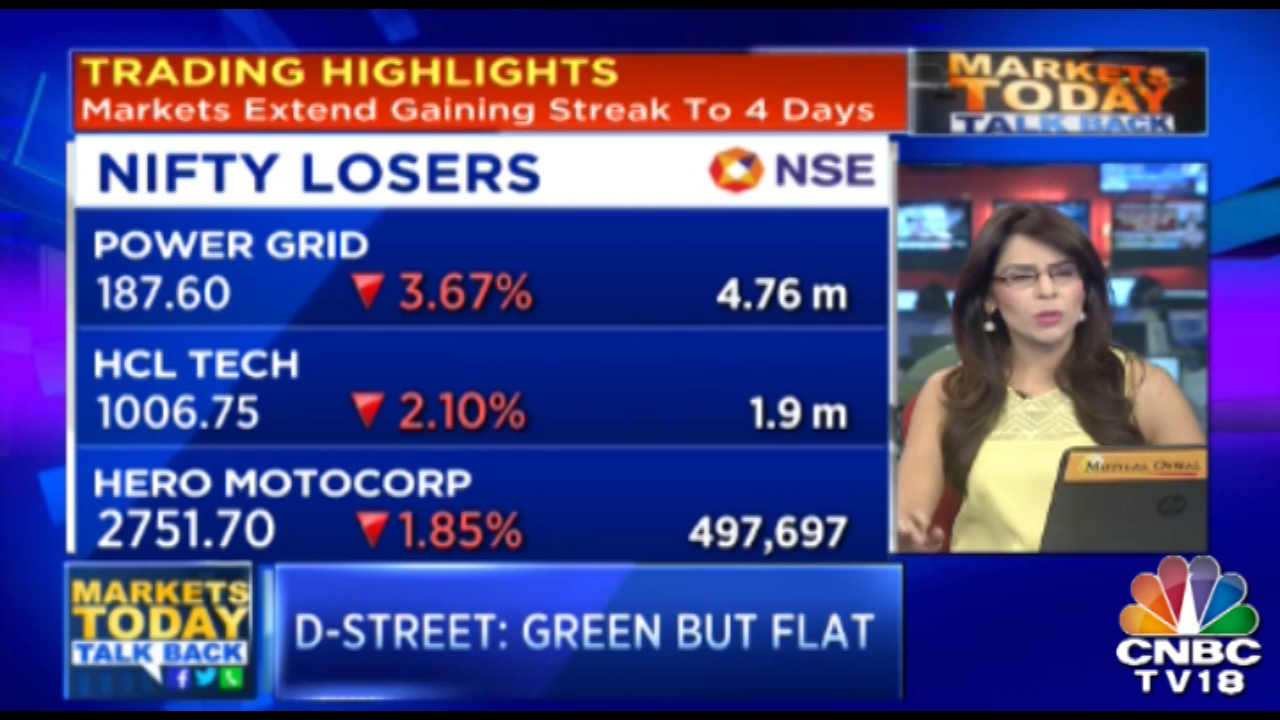 TRADING HIGHLIGHTS
Markets Extend Gaining Streak To 4 Days
MARKETS
TODAY
TALK BACK
NIFTY LOSERS
NSE
POWER GRID
187.60 ▼ 3.67% 4.76 m
HCL TECH
1006.75 ▼ 2.10% 1.9 m
HERO MOTOCORP
2751.70 ▼ 1.85% 497,697
MOTILAL OSWAL
hp
MARKETS
TODAY
TALK BACK
D-STREET: GREEN BUT FLAT
CNBC
TV18